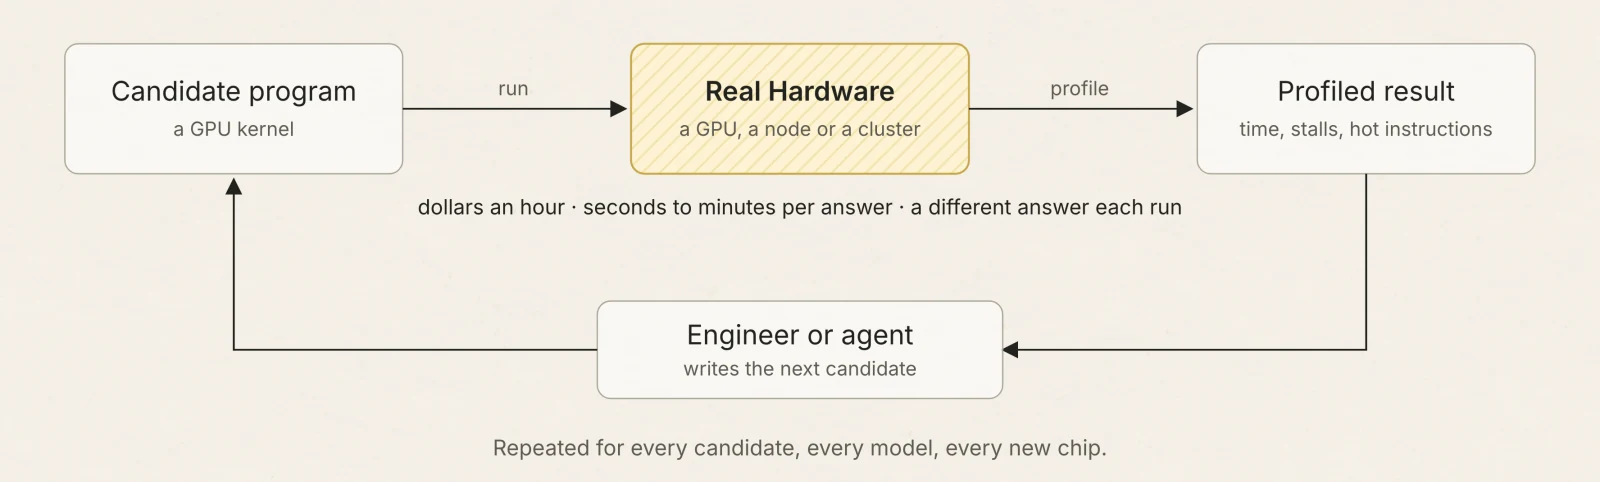 Candidate program
a GPU kernel
run
Real Hardware
a GPU, a node or a cluster
profile
Profiled result
time, stalls, hot instructions
dollars an hour · seconds to minutes per answer · a different answer each run
Engineer or agent
writes the next candidate
Repeated for every candidate, every model, every new chip.